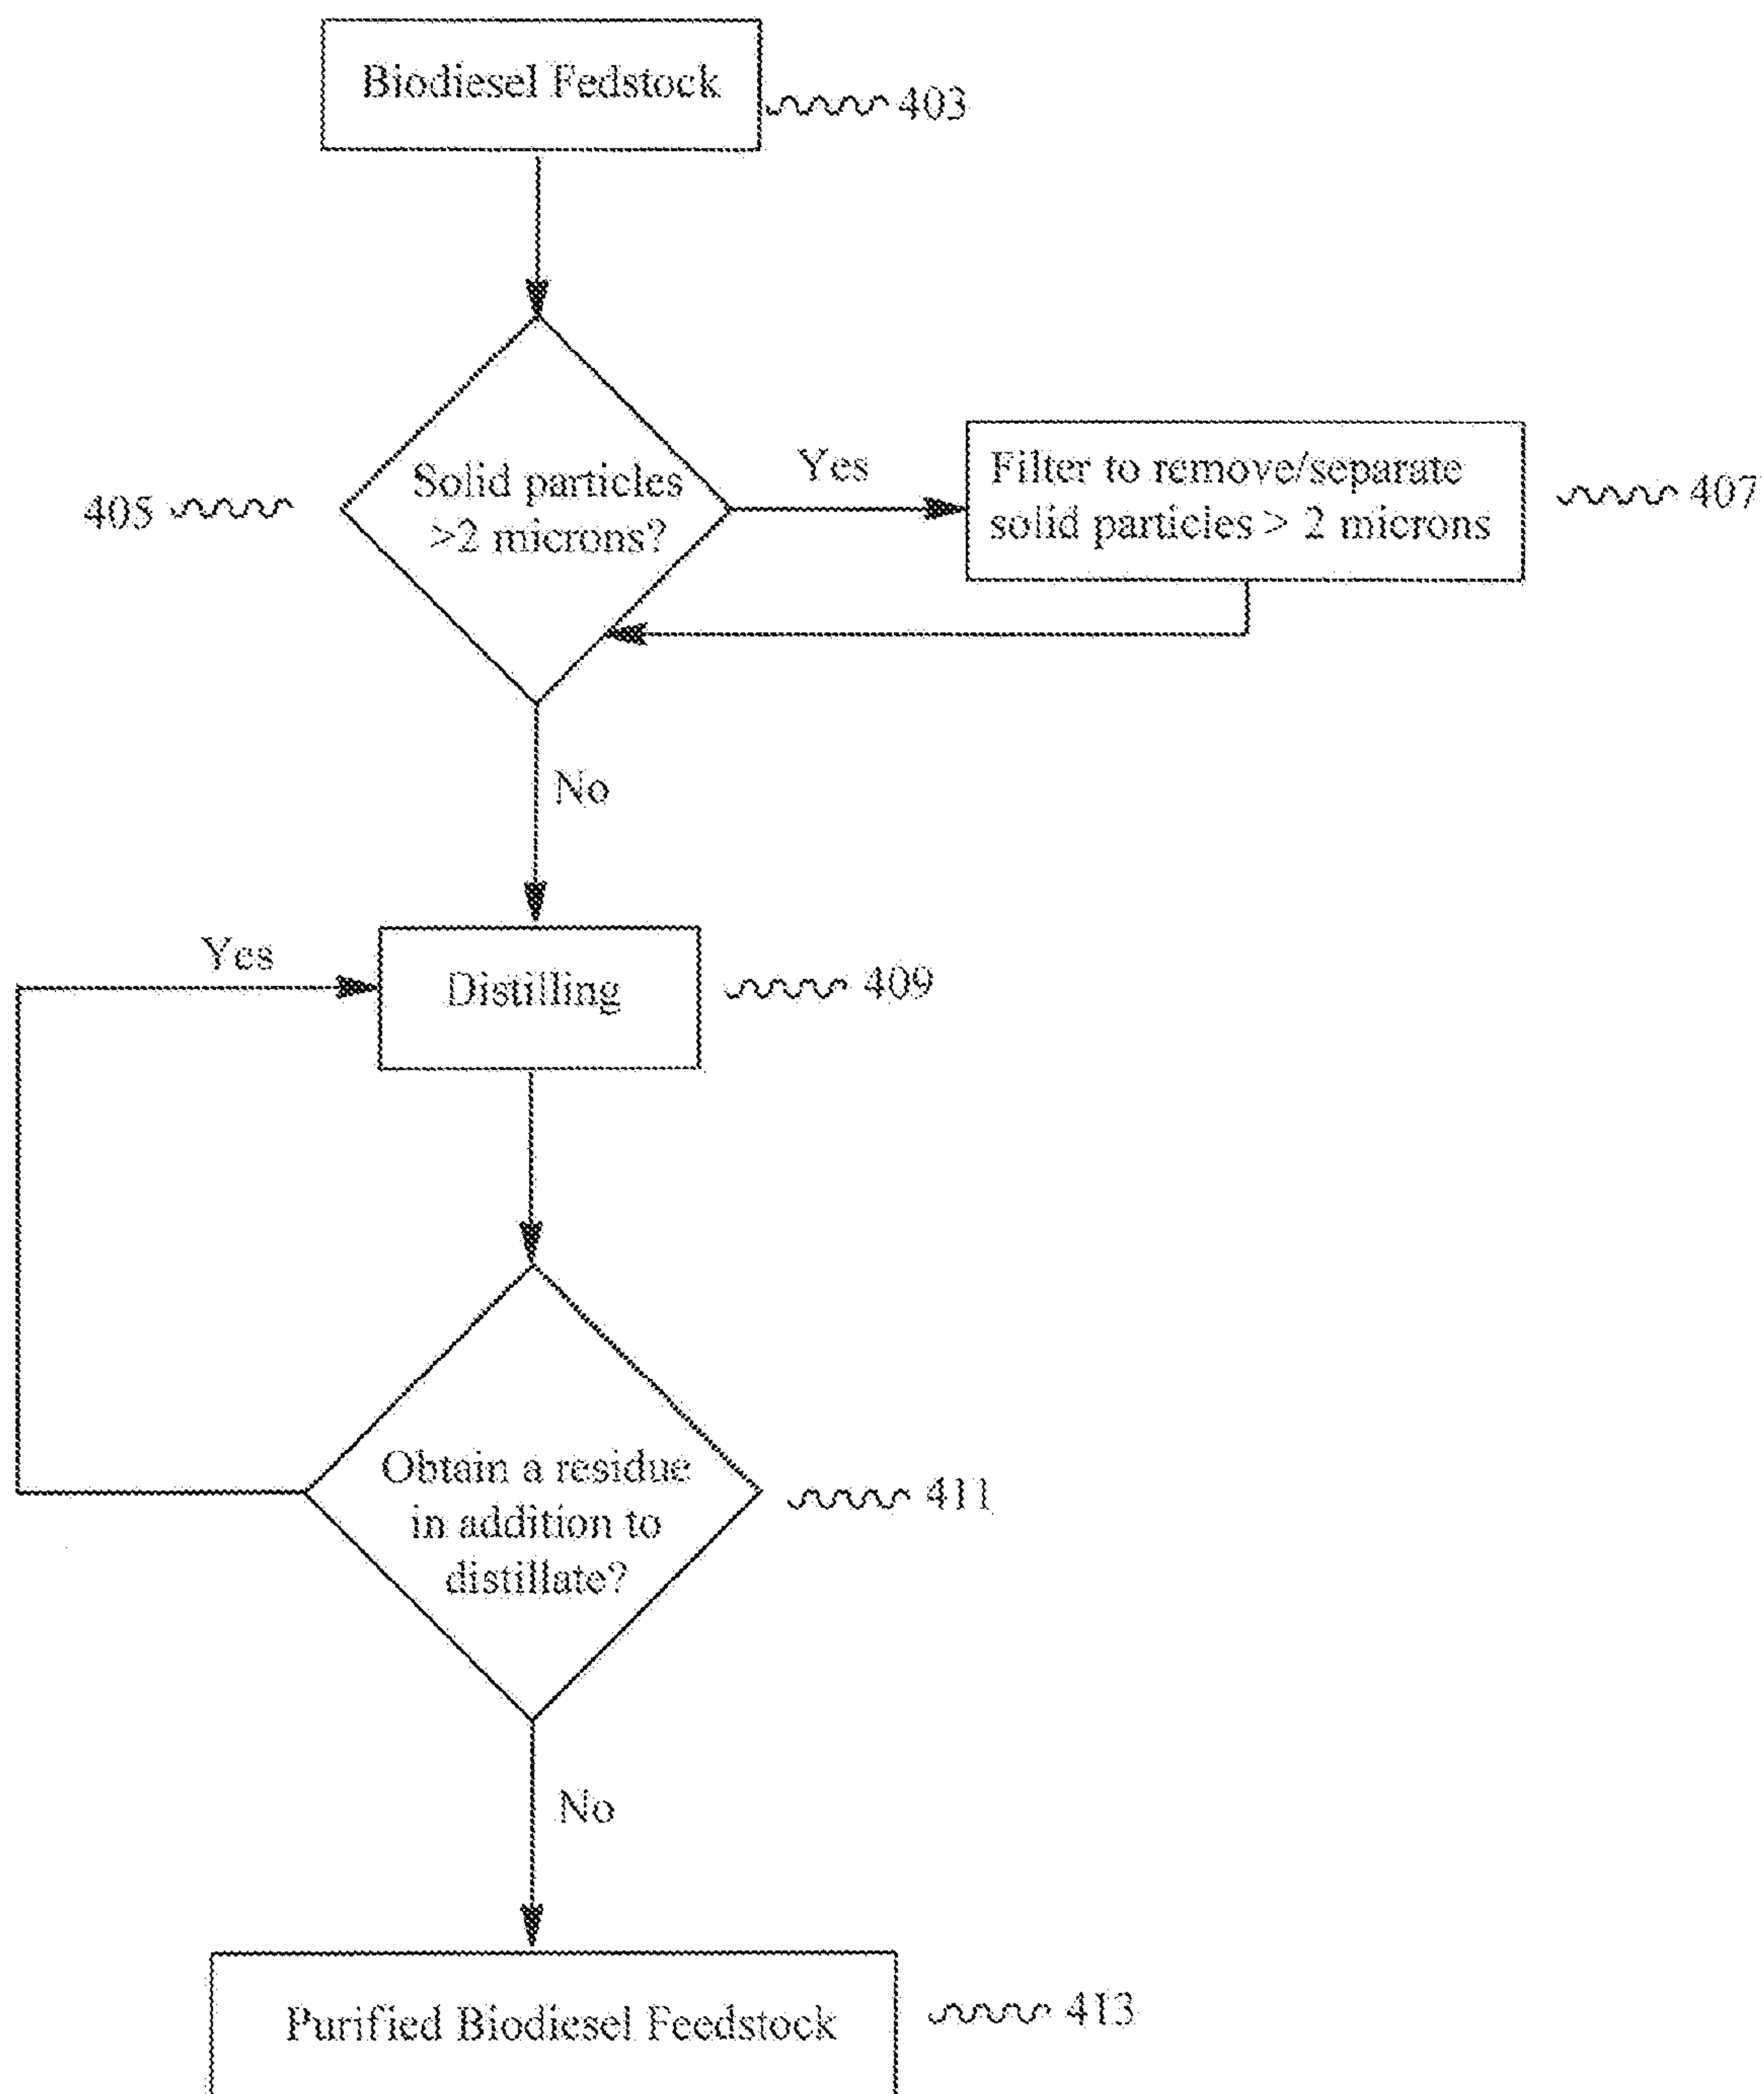 Biodiesel Fedstock
403
Solid particles
>2 microns?
405
Yes
Filter to remove/separate
solid particles > 2 microns
407
No
Yes
Distilling
409
Obtain a residue
in addition to
distillate?
411
No
Purified Biodiesel Feedstock
413